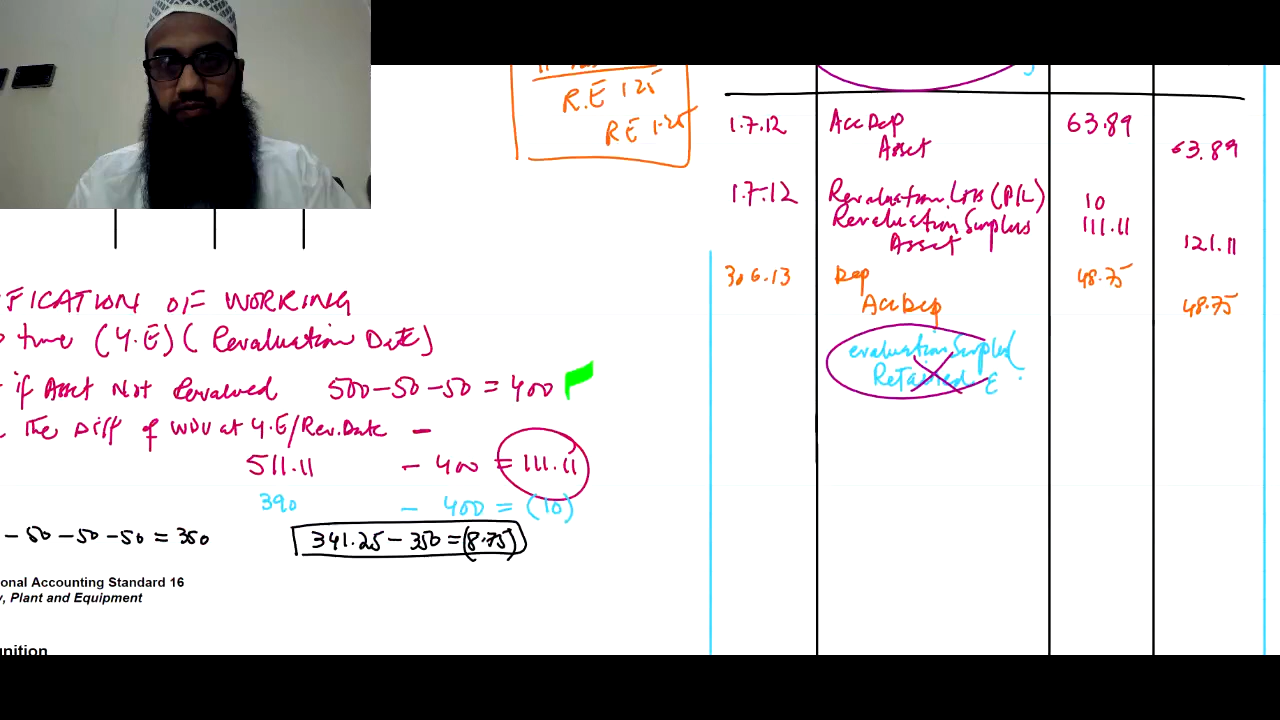 R.E 1.25
R E 1.25
IFICATION OF WORKING
time (Y.E) (Revaluation Date)
if Asset Not Revalued 500-50-50 = 400
The Diff of WDV at Y.E/Rev.Date -
511.11 - 400 = 111.11
390 - 400 = (10)
- 50 - 50 - 50 = 350 341.25 - 350 = (8.75)
onal Accounting Standard 16
, Plant and Equipment
nition
1.7.12 Acc Dep 63.89
Asset 63.89
1.7.12 Revaluation Loss (P/L) 10
Revaluation Surplus 111.11
Asset 121.11
30.6.13 Dep 48.75
Acc Dep 48.75
evaluation Surplus
Retained E